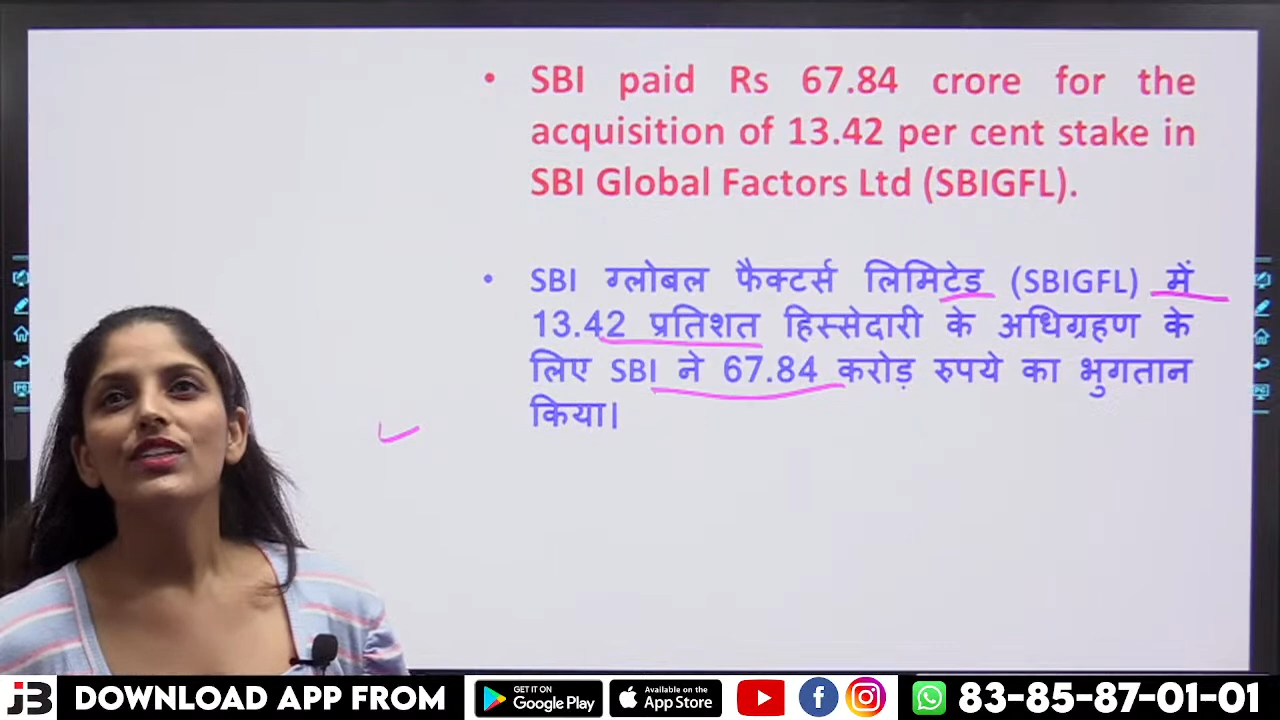 • SBI paid Rs 67.84 crore for the
acquisition of 13.42 per cent stake in
SBI Global Factors Ltd (SBIGFL).
• SBI ग्लोबल फैक्टर्स लिमिटेड (SBIGFL) में
13.42 प्रतिशत हिस्सेदारी के अधिग्रहण के
लिए SBI ने 67.84 करोड़ रुपये का भुगतान
किया।
JB DOWNLOAD APP FROM GET IT ON Google Play Available on the App Store 83-85-87-01-01